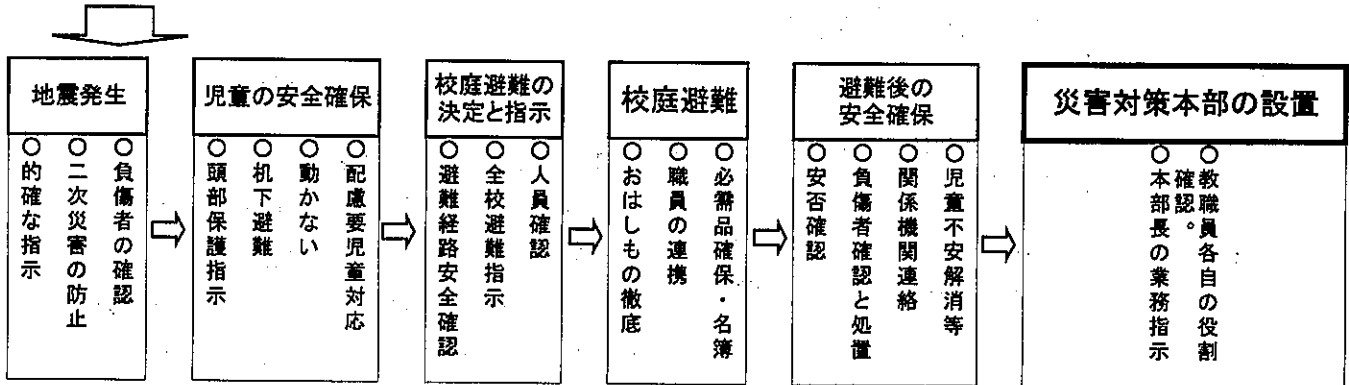 地震発生
○負傷者の確認
○二次災害の防止
○的確な指示
児童の安全確保
○配慮要児童対応
○動かない
○机下避難
○頭部保護指示
校庭避難の
決定と指示
○人員確認
○全校避難指示
○避難経路安全確認
校庭避難
○必需品確保・名簿
○職員の連携
○おはしもの徹底
避難後の
安全確保
○児童不安解消等
○関係機関連絡
○負傷者確認と処置
○安否確認
災害対策本部の設置
○教職員各自の役割
確認。
○本部長の業務指示